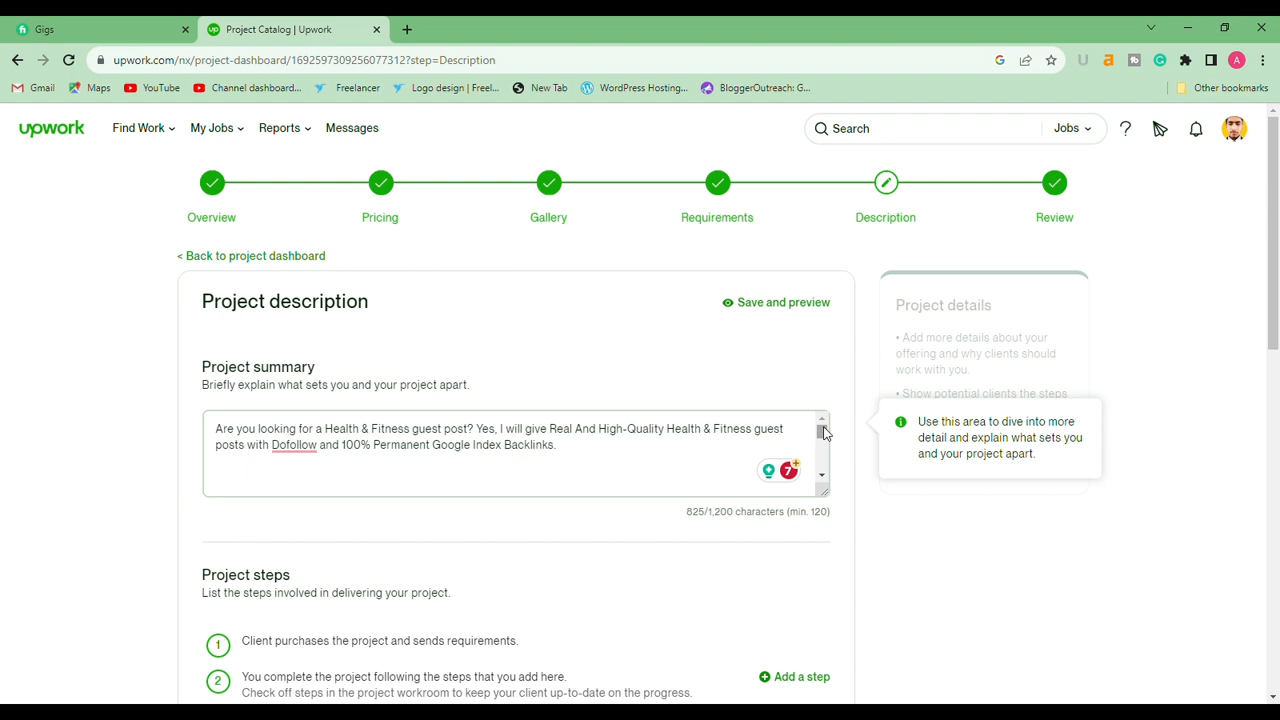 Gigs
Project Catalog | Upwork
upwork.com/nx/project-dashboard/1692597309256077312?step=Description
Gmail Maps YouTube Channel dashboard... Freelancer Logo design | Freel... New Tab WordPress Hosting... BloggerOutreach: G... Other bookmarks
upwork Find Work My Jobs Reports Messages Search Jobs
Overview Pricing Gallery Requirements Description Review
< Back to project dashboard
Project description Save and preview
Project summary
Briefly explain what sets you and your project apart.
Are you looking for a Health & Fitness guest post? Yes, I will give Real And High-Quality Health & Fitness guest
posts with Dofollow and 100% Permanent Google Index Backlinks.
7
825/1,200 characters (min. 120)
Project steps
List the steps involved in delivering your project.
1 Client purchases the project and sends requirements.
2 You complete the project following the steps that you add here. Add a step
Check off steps in the project workroom to keep your client up-to-date on the progress.
Project details
• Add more details about your
offering and why clients should
work with you.
• Show potential clients the steps
Use this area to dive into more
detail and explain what sets you
and your project apart.